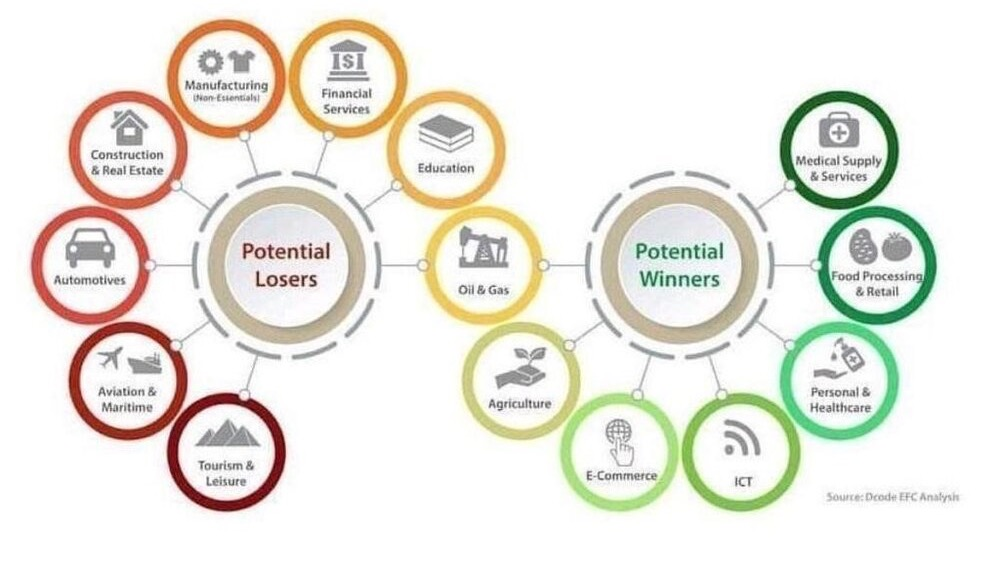 Manufacturing
(Non-Essentials)
Financial
Services
Construction
& Real Estate
Education
Medical Supply
& Services
Automotives
Potential
Losers
Oil & Gas
Potential
Winners
Food Processing
& Retail
Aviation &
Maritime
Agriculture
Personal &
Healthcare
Tourism &
Leisure
E-Commerce
ICT
Source: Dcode EFC Analysis